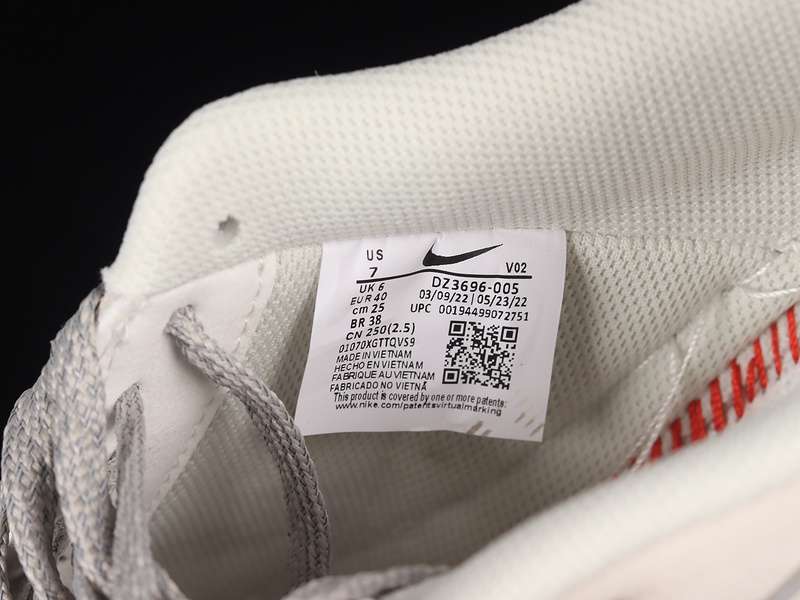 US
7 V02
UK 6 DZ3696-005
EUR 40 03/09/22 | 05/23/22
cm 25 UPC 00194499072751
BR 38
CN 250(2.5)
01070XGTTQVS9
MADE IN VIETNAM
HECHO EN VIETNAM
FABRIQUE AU VIETNAM
FABRICADO NO VIETNÃ
This product is covered by one or more patents:
www.nike.com/patentsvirtualmarking